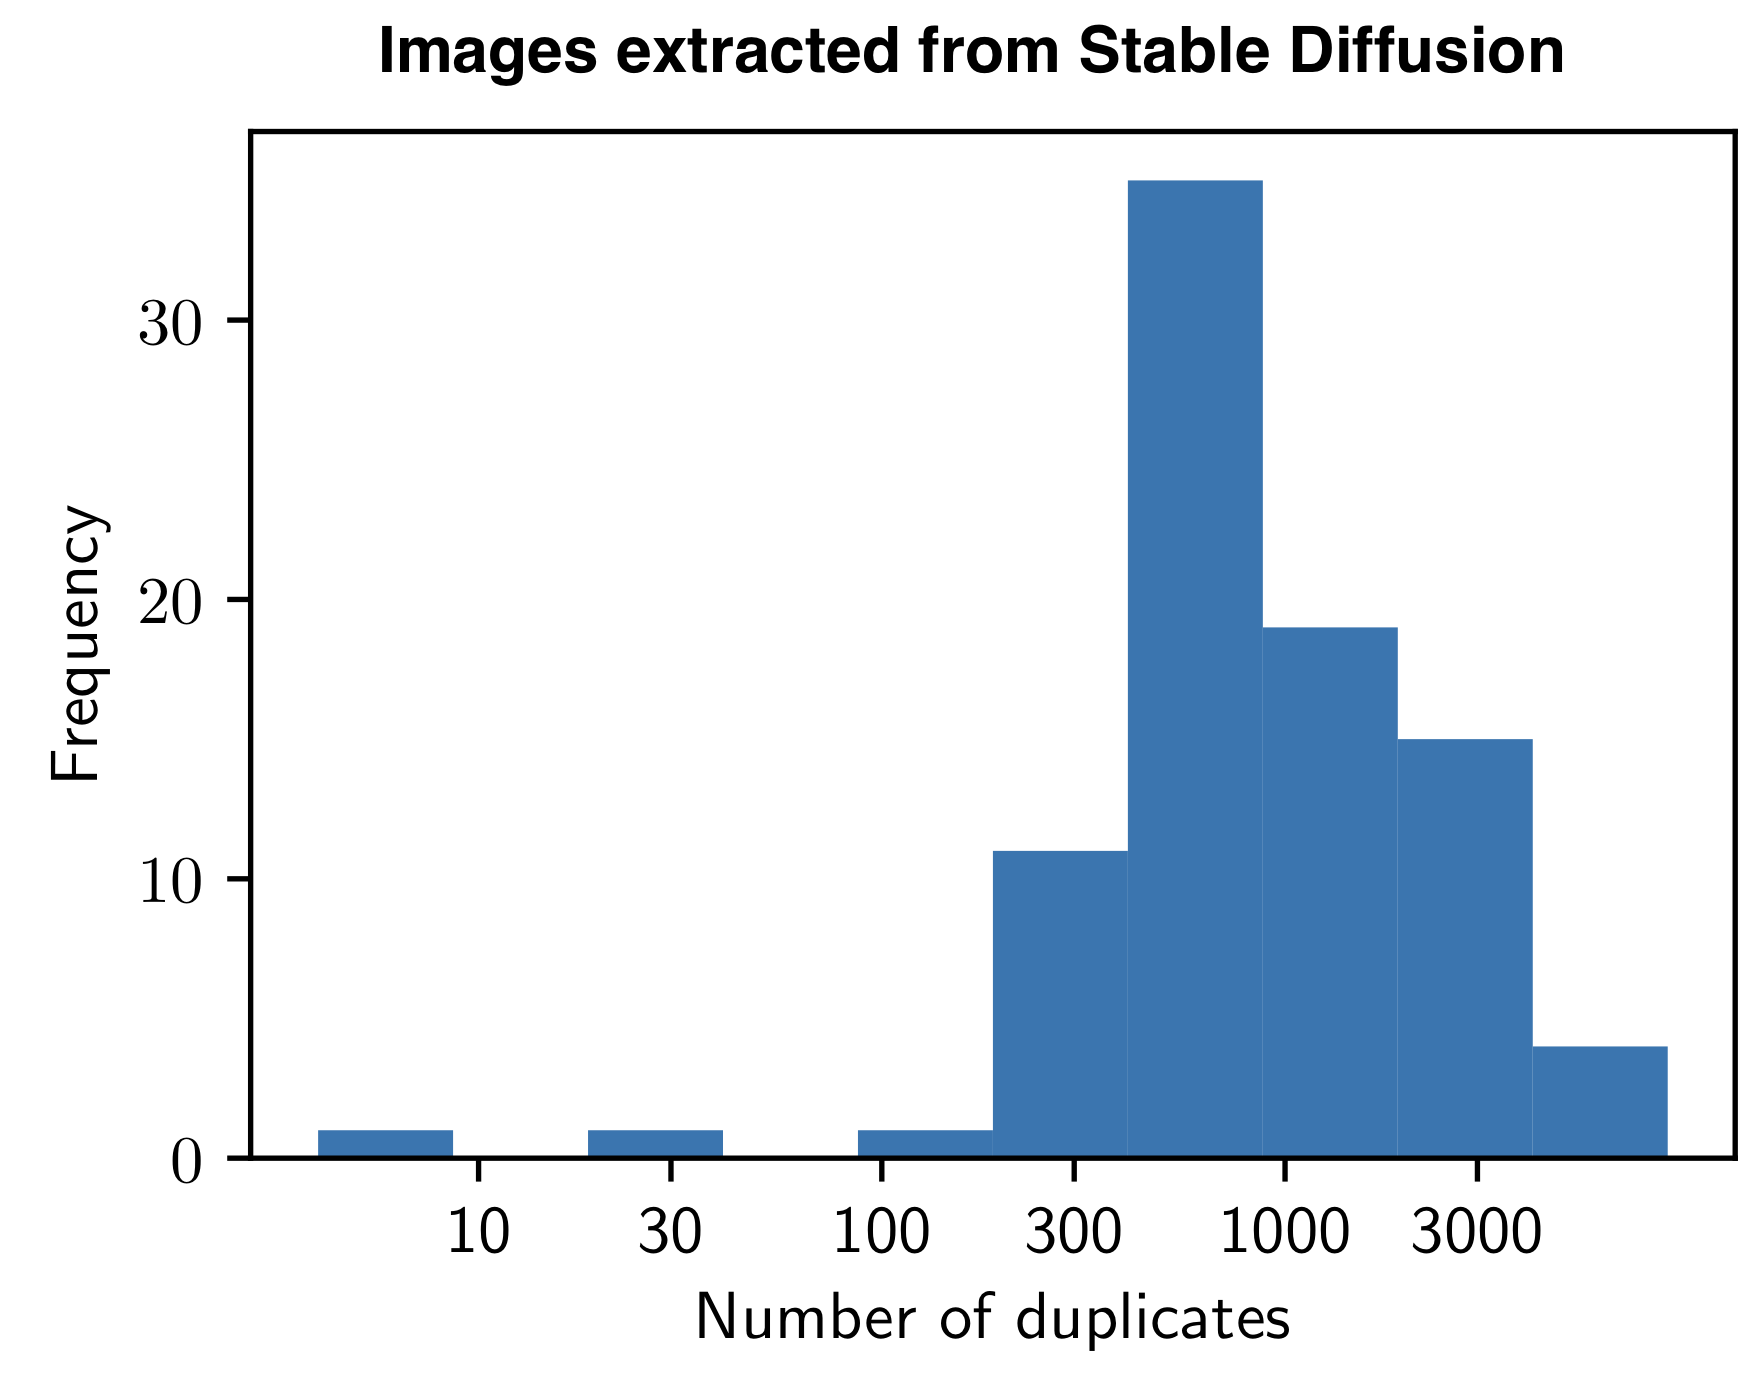 Images extracted from Stable Diffusion
Frequency
30
20
10
0
10 30 100 300 1000 3000
Number of duplicates